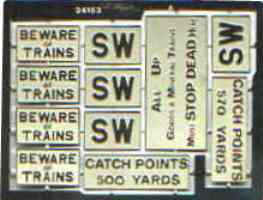 24153
BEWARE
OF
TRAINS
BEWARE
OF
TRAINS
BEWARE
OF
TRAINS
BEWARE
OF
TRAINS
SW
SW
SW
CATCH POINTS
500 YARDS
ALL UP
GOODS & MINERAL TRAINS
MUST STOP DEAD HERE
SW
CATCH POINTS
570 YARDS